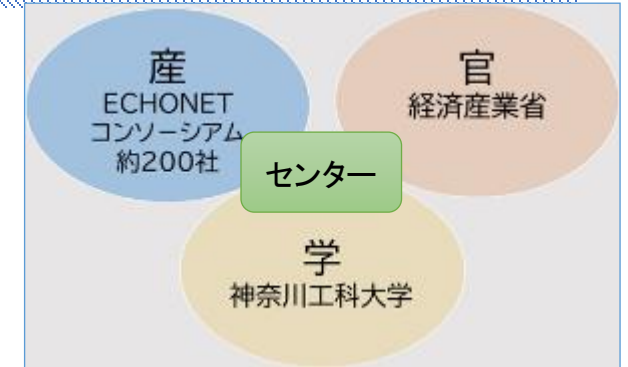 産
ECHONET
コンソーシアム
約200社
官
経済産業省
センター
学
神奈川工科大学